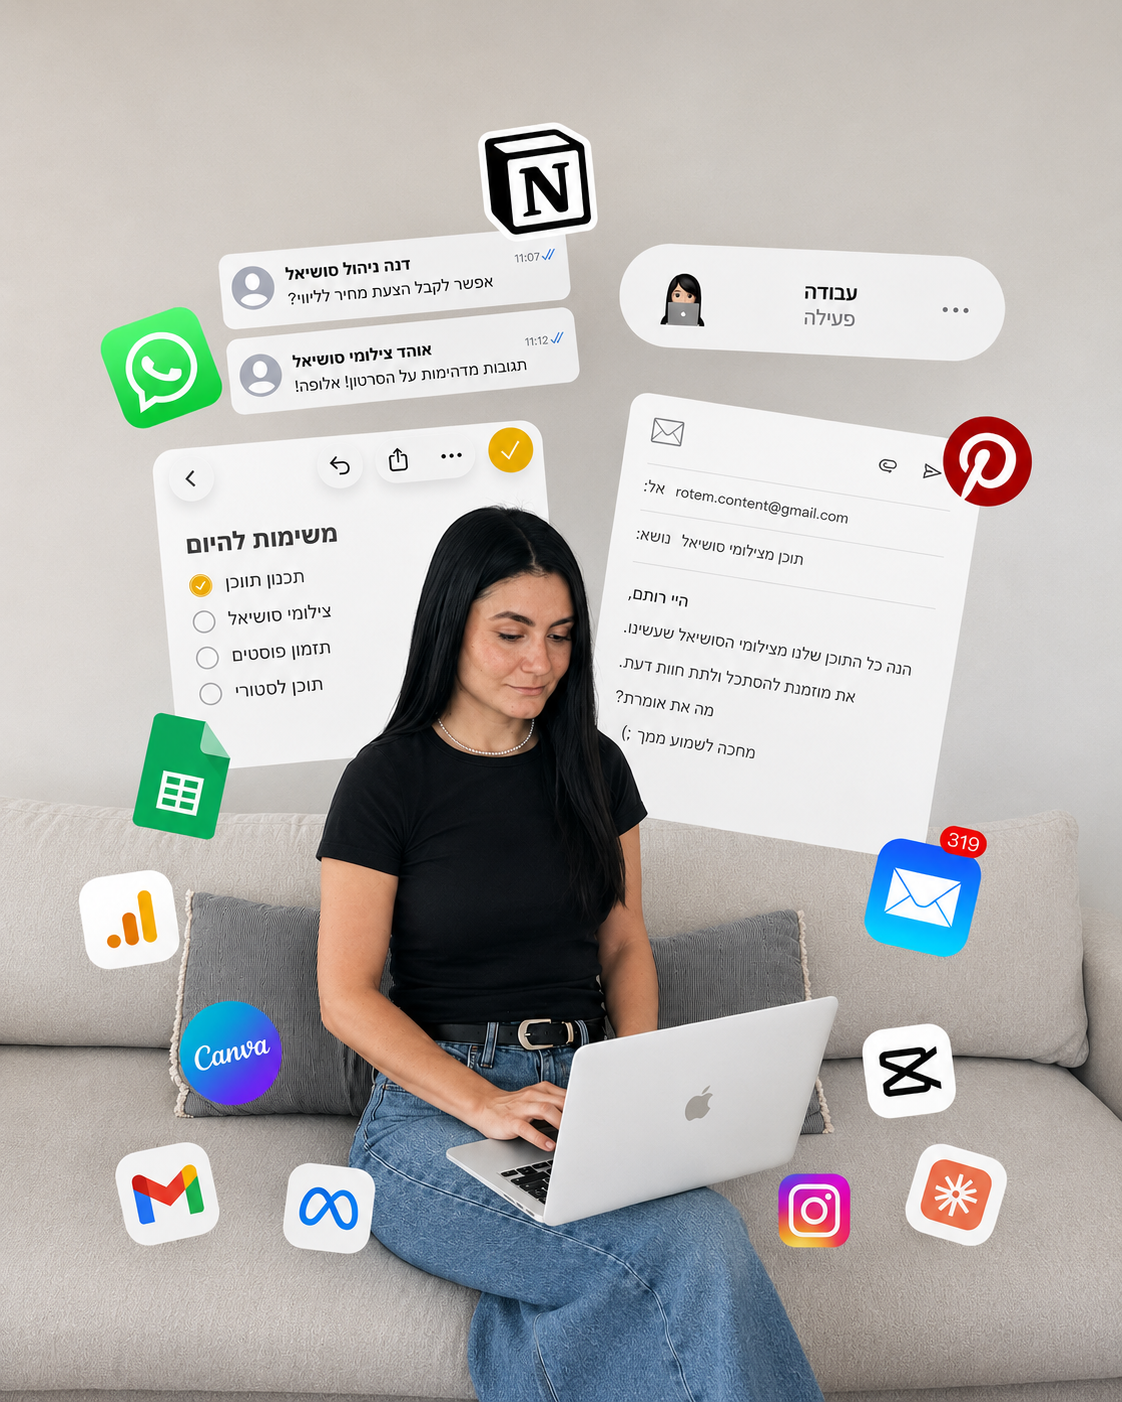 N
דנה ניהול סושיאל
11:07
אפשר לקבל הצעת מחיר לליווי?
אוהד צילומי סושיאל
11:12
תגובות מדהימות על הסרטון! אלופה!
עבודה
פעילה
משימות להיום
תכנון תווכן
צילומי סושיאל
תזמון פוסטים
תוכן לסטורי
אל: rotem.content@gmail.com
נושא: תוכן מצילומי סושיאל
היי רותם,
הנה כל התוכן שלנו מצילומי הסושיאל שעשינו.
את מוזמנת להסתכל ולתת חוות דעת.
מה את אומרת?
מחכה לשמוע ממך ;)
319
Canva